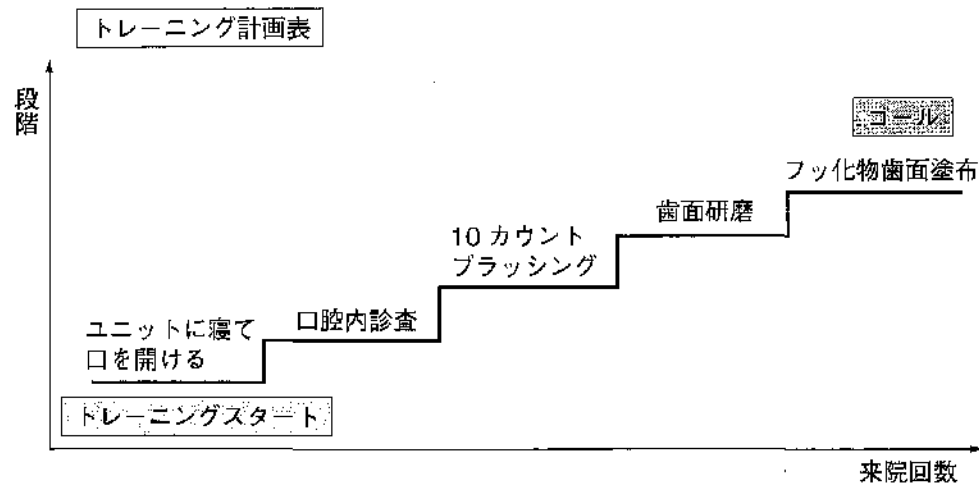 トレーニング計画表
段階
ゴール
フッ化物歯面塗布
歯面研磨
10カウント
ブラッシング
口腔内診査
ユニットに寝て
口を開ける
トレーニングスタート
来院回数